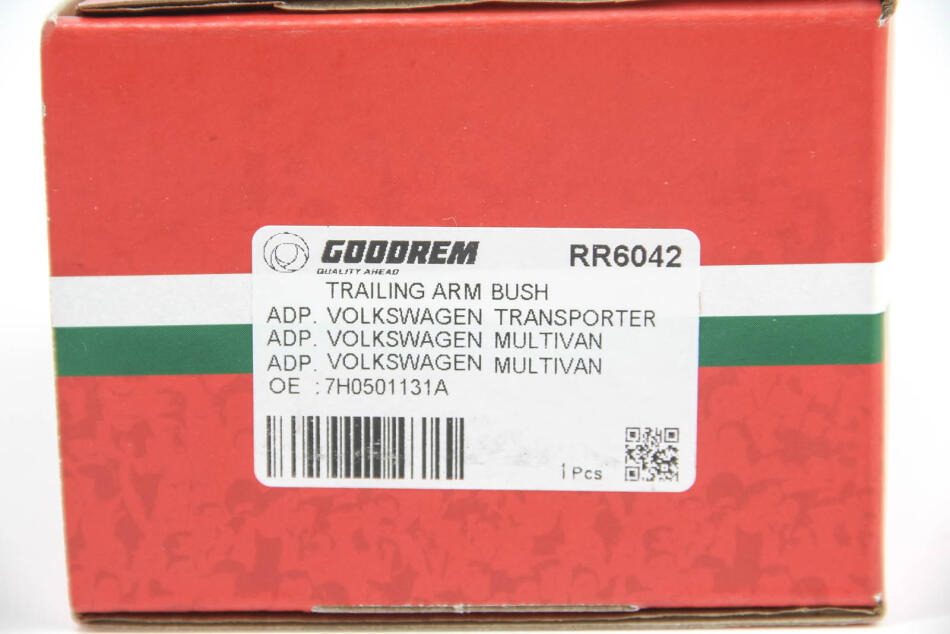 GOODREM RR6042
QUALITY AHEAD
TRAILING ARM BUSH
ADP. VOLKSWAGEN TRANSPORTER
ADP. VOLKSWAGEN MULTIVAN
ADP. VOLKSWAGEN MULTIVAN
OE : 7H0501131A
1 Pcs